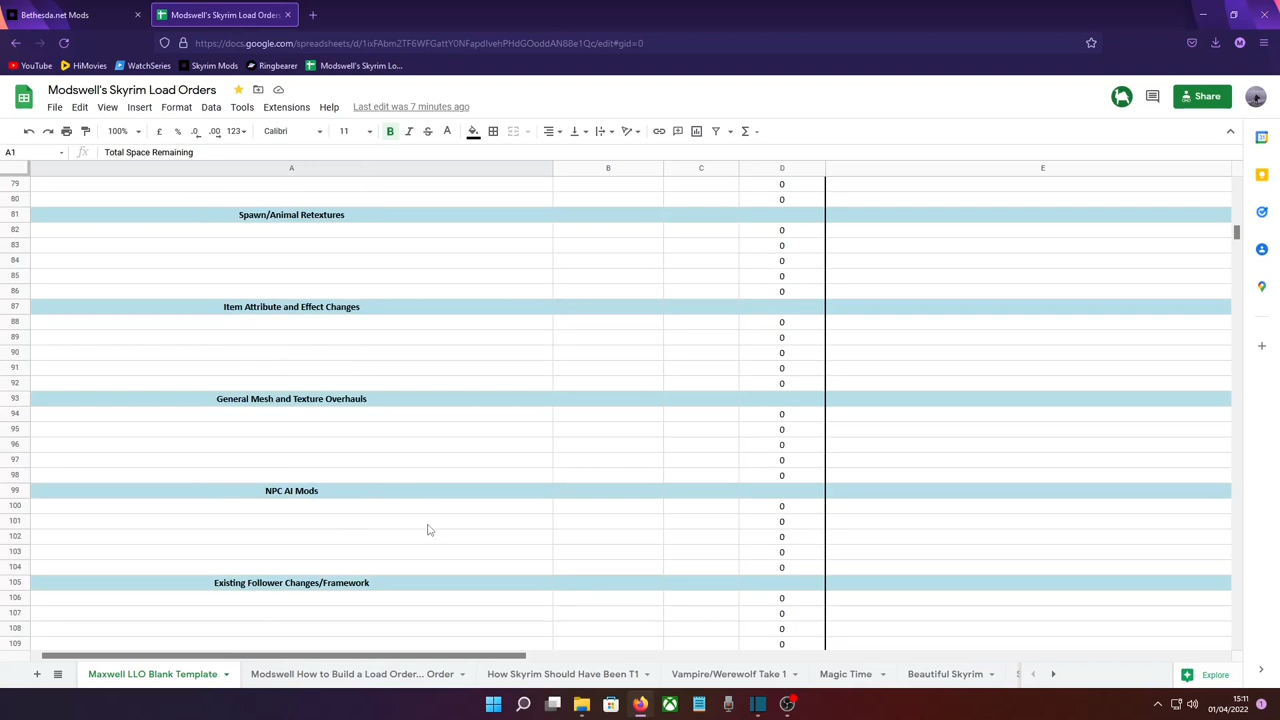 Bethesda.net Mods
Modswell's Skyrim Load Orders
https://docs.google.com/spreadsheets/d/1ixFAbm2TF6WFGattY0NFapdIvehPHdGOoddAN88e1Qc/edit#gid=0
YouTube HiMovies WatchSeries Skyrim Mods Ringbearer Modswell's Skyrim Lo...
Modswell's Skyrim Load Orders
Share
File Edit View Insert Format Data Tools Extensions Help Last edit was 7 minutes ago
100% £ % .0 .00 123 Calibri 11 B I S A Σ
A1 fx Total Space Remaining
A B C D E
79 0
80 0
81 Spawn/Animal Retextures
82 0
83 0
84 0
85 0
86 0
87 Item Attribute and Effect Changes
88 0
89 0
90 0
91 0
92 0
93 General Mesh and Texture Overhauls
94 0
95 0
96 0
97 0
98 0
99 NPC AI Mods
100 0
101 0
102 0
103 0
104 0
105 Existing Follower Changes/Framework
106 0
107 0
108 0
109 0
Maxwell LLO Blank Template Modswell How to Build a Load Order... Order How Skyrim Should Have Been T1 Vampire/Werewolf Take 1 Magic Time Beautiful Skyrim Explore
15:11
01/04/2022